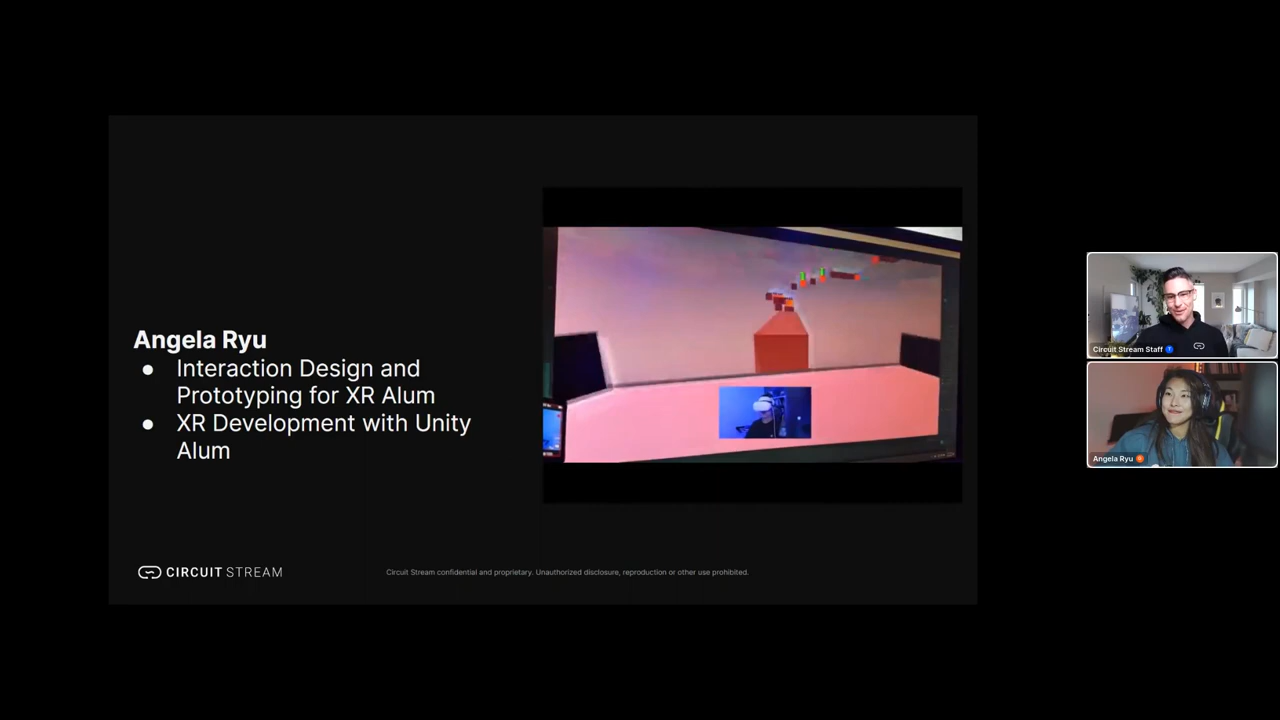 Angela Ryu
● Interaction Design and
Prototyping for XR Alum
● XR Development with Unity
Alum
CIRCUIT STREAM
Circuit Stream confidential and proprietary. Unauthorized disclosure, reproduction or other use prohibited.
Circuit Stream Staff
Angela Ryu